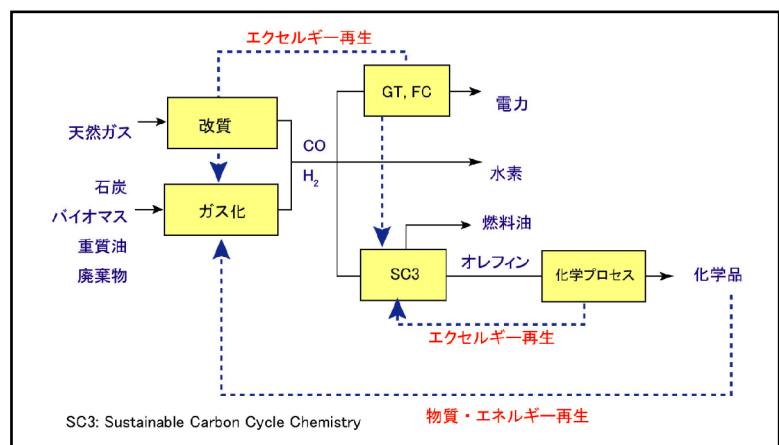 エクセルギー再生
GT, FC
電力
天然ガス
改質
CO
H₂
水素
石炭
バイオマス
重質油
廃棄物
ガス化
燃料油
SC3
オレフィン
化学プロセス
化学品
エクセルギー再生
物質・エネルギー再生
SC3: Sustainable Carbon Cycle Chemistry